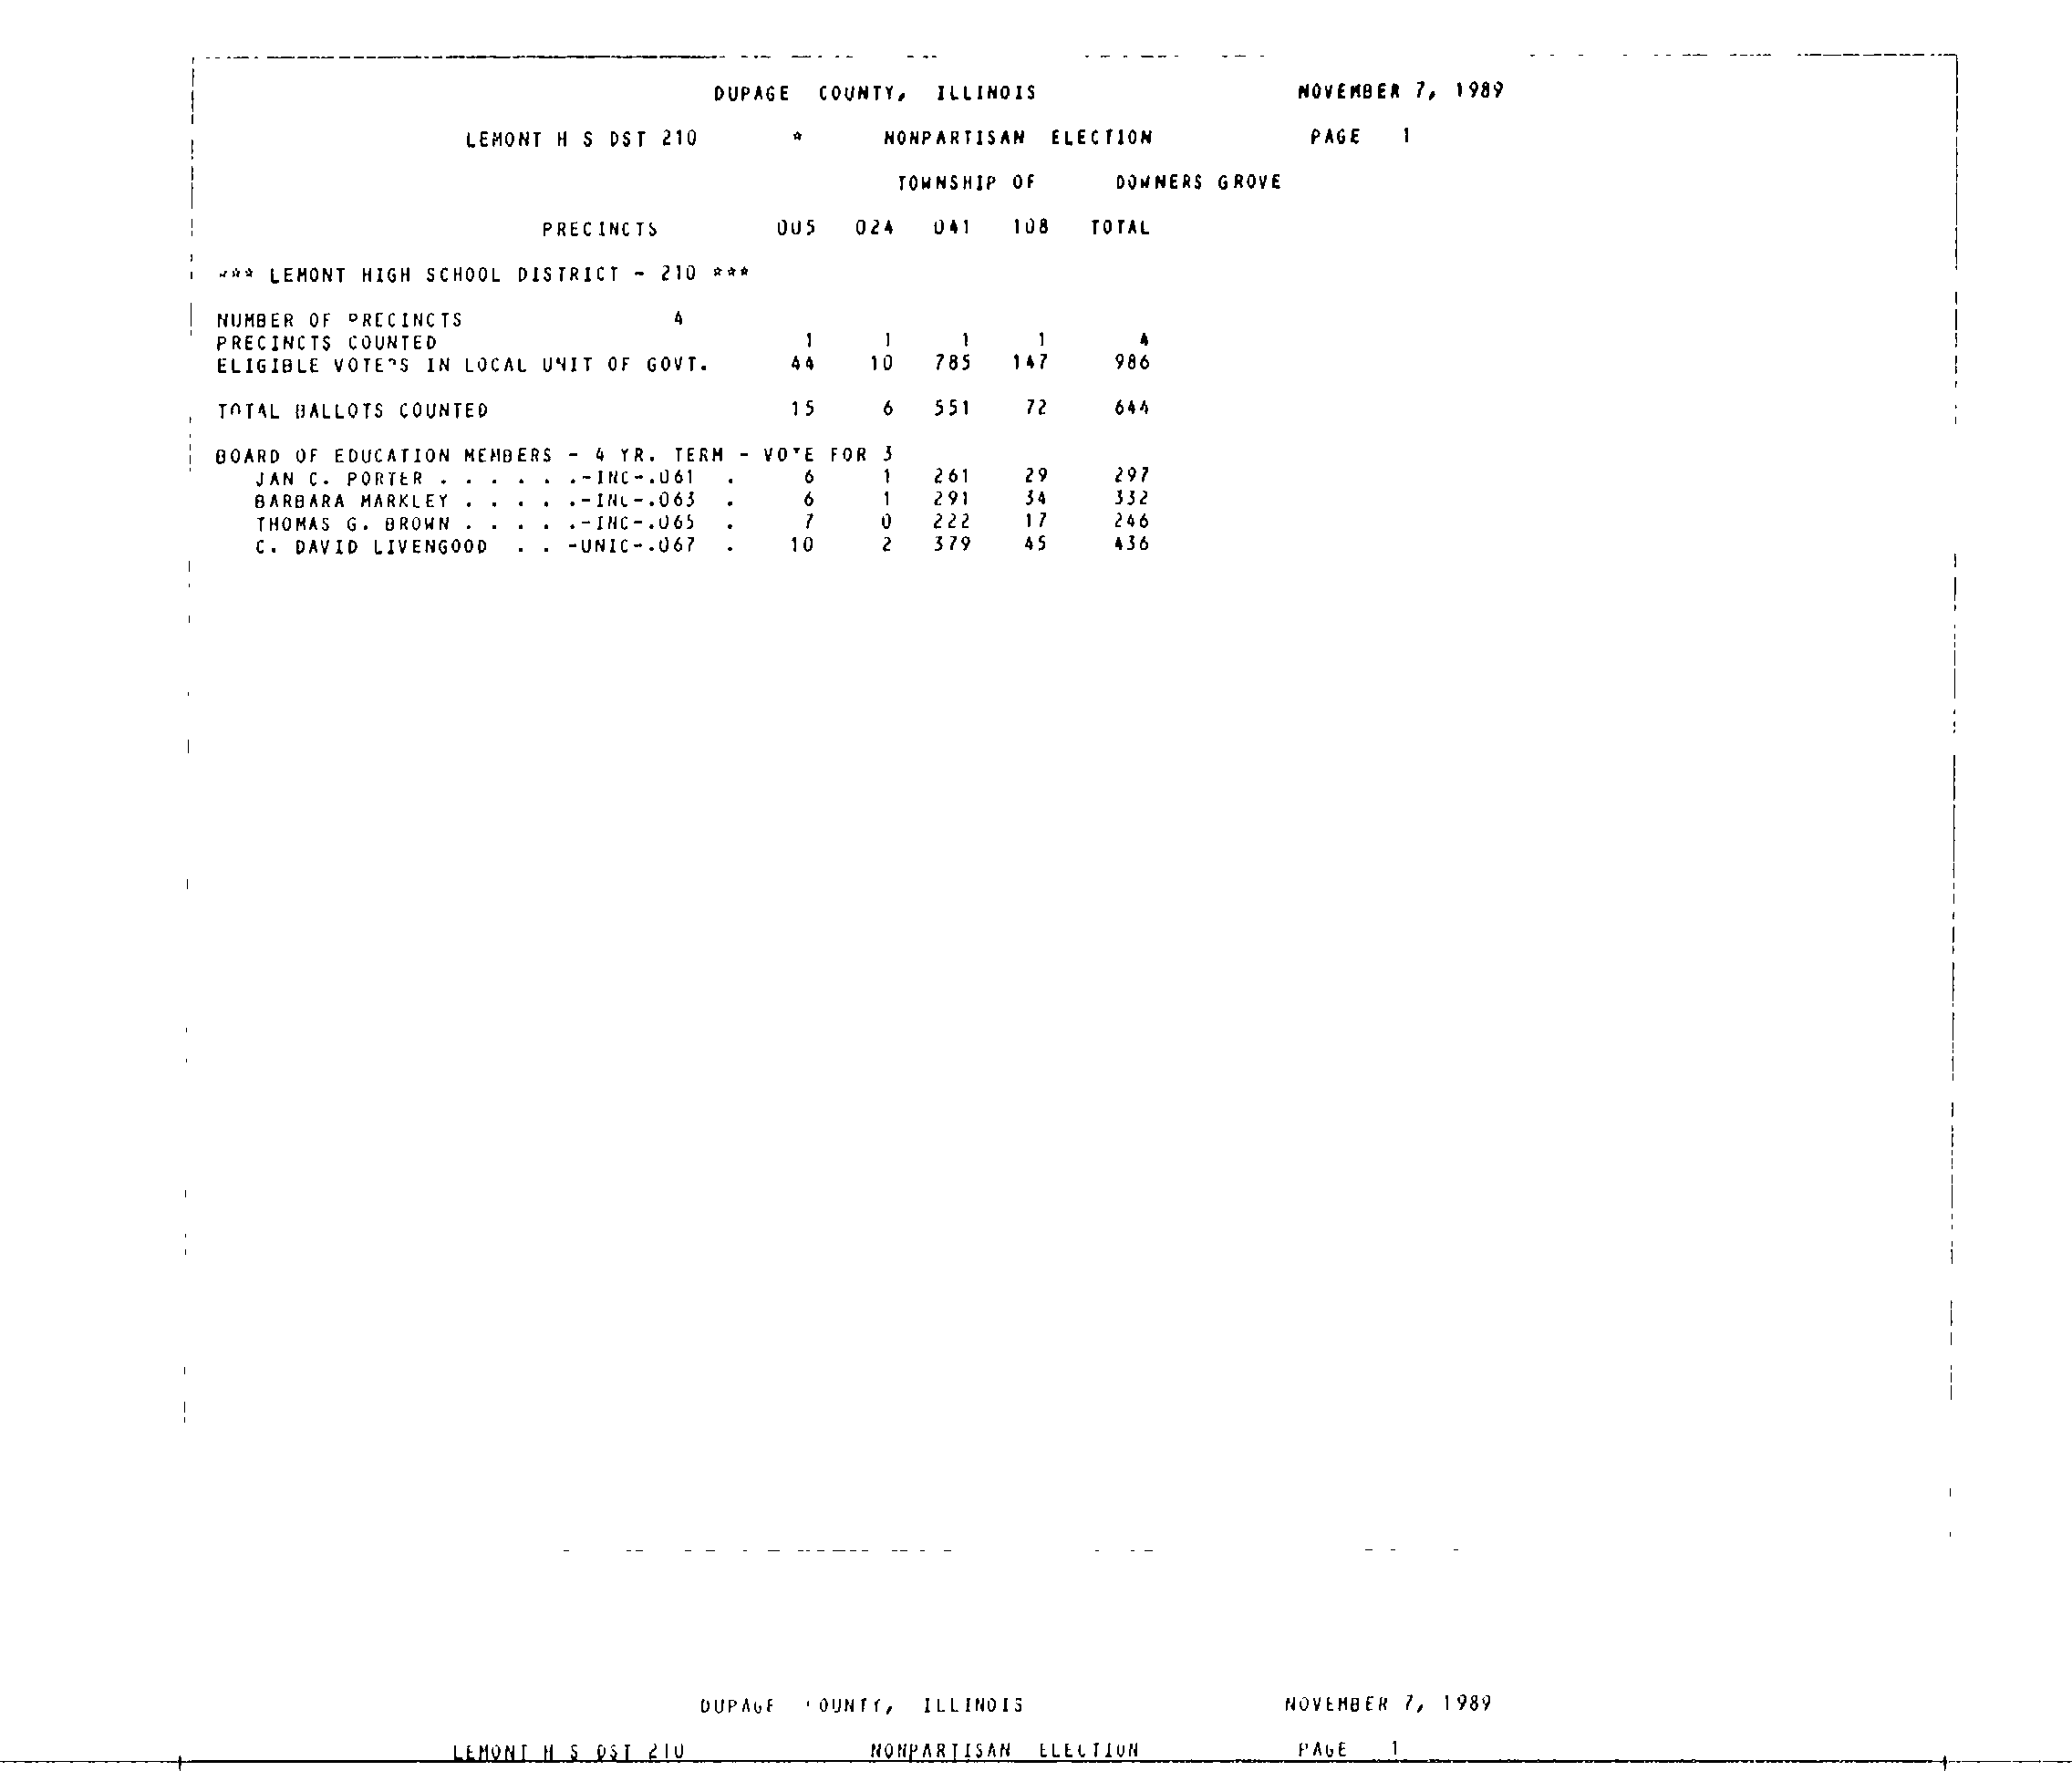 DUPAGE COUNTY, ILLINOIS NOVEMBER 7, 1989
LEMONT H S DST 210 * NONPARTISAN ELECTION PAGE 1
TOWNSHIP OF DOWNERS GROVE
PRECINCTS 005 024 041 108 TOTAL
*** LEMONT HIGH SCHOOL DISTRICT - 210 ***
NUMBER OF PRECINCTS 4
PRECINCTS COUNTED 1 1 1 1 4
ELIGIBLE VOTERS IN LOCAL UNIT OF GOVT. 44 10 785 147 986
TOTAL BALLOTS COUNTED 15 6 551 72 644
BOARD OF EDUCATION MEMBERS - 4 YR. TERM - VOTE FOR 3
JAN C. PORTER . . . . . .-INC-.061 . 6 1 261 29 297
BARBARA MARKLEY . . . . .-INC-.063 . 6 1 291 34 332
THOMAS G. BROWN . . . . .-INC-.065 . 7 0 222 17 246
C. DAVID LIVENGOOD . . -UNIC-.067 . 10 2 379 45 436
DUPAGE COUNTY, ILLINOIS NOVEMBER 7, 1989
LEMONT H S DST 210 NONPARTISAN ELECTION PAGE 1